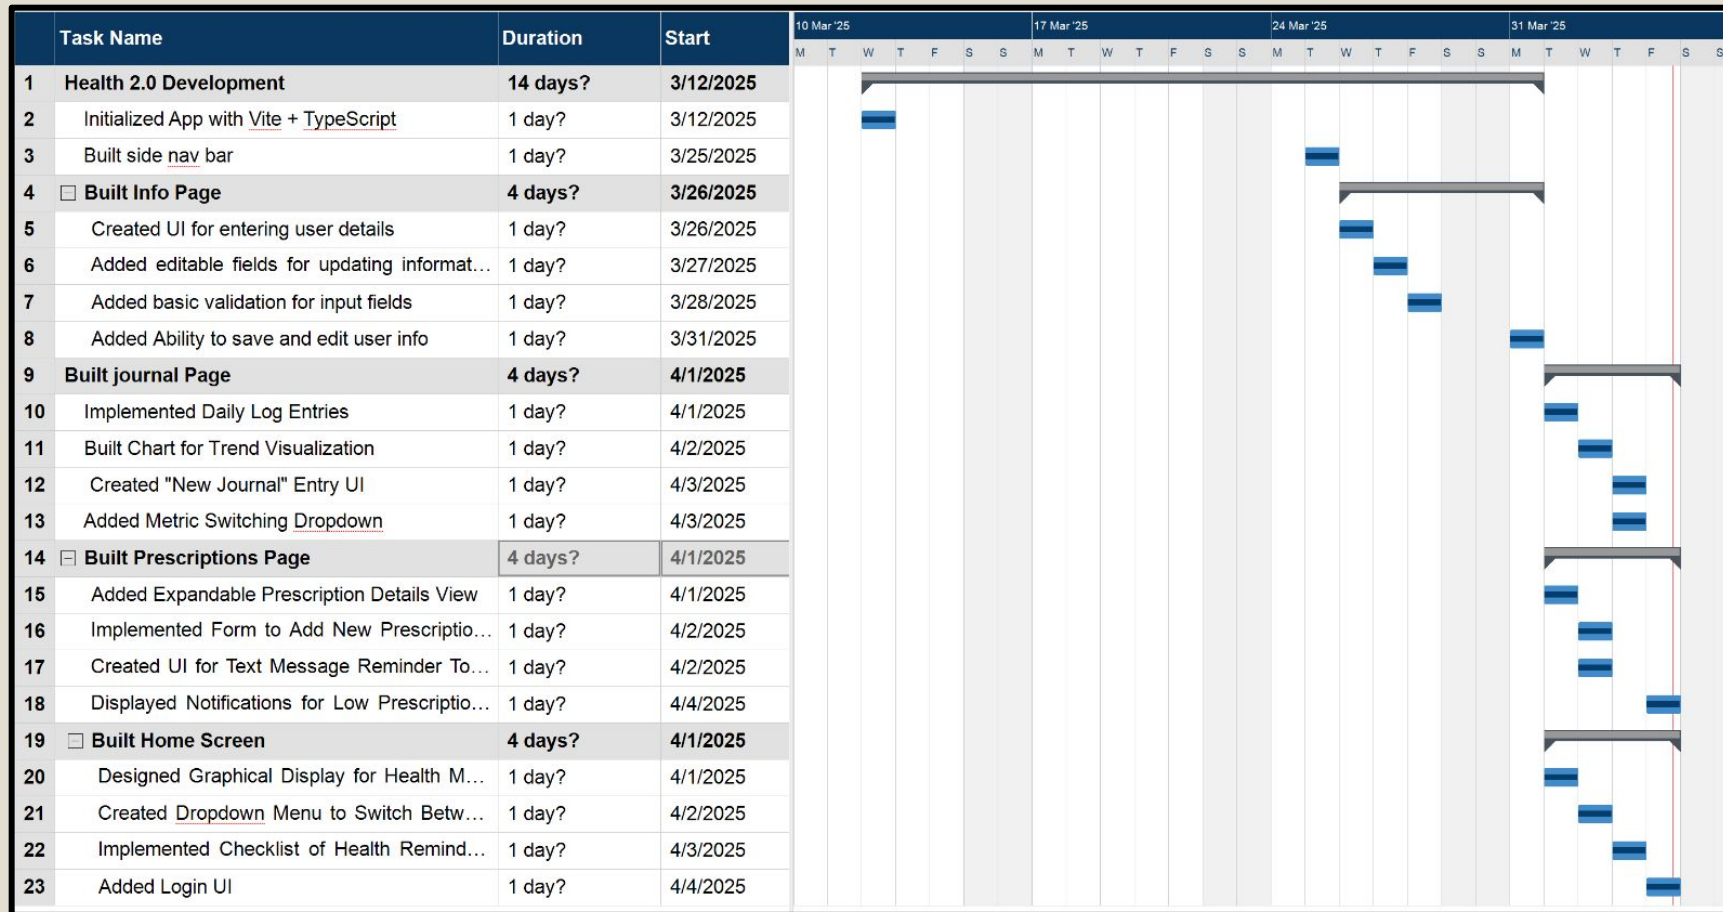 Task Name Duration Start 10 Mar '25 17 Mar '25 24 Mar '25 31 Mar '25
M T W T F S S M T W T F S S M T W T F S S M T W T F S S
1 Health 2.0 Development 14 days? 3/12/2025
2 Initialized App with Vite + TypeScript 1 day? 3/12/2025
3 Built side nav bar 1 day? 3/25/2025
4 Built Info Page 4 days? 3/26/2025
5 Created UI for entering user details 1 day? 3/26/2025
6 Added editable fields for updating informat... 1 day? 3/27/2025
7 Added basic validation for input fields 1 day? 3/28/2025
8 Added Ability to save and edit user info 1 day? 3/31/2025
9 Built journal Page 4 days? 4/1/2025
10 Implemented Daily Log Entries 1 day? 4/1/2025
11 Built Chart for Trend Visualization 1 day? 4/2/2025
12 Created "New Journal" Entry UI 1 day? 4/3/2025
13 Added Metric Switching Dropdown 1 day? 4/3/2025
14 Built Prescriptions Page 4 days? 4/1/2025
15 Added Expandable Prescription Details View 1 day? 4/1/2025
16 Implemented Form to Add New Prescriptio... 1 day? 4/2/2025
17 Created UI for Text Message Reminder To... 1 day? 4/2/2025
18 Displayed Notifications for Low Prescriptio... 1 day? 4/4/2025
19 Built Home Screen 4 days? 4/1/2025
20 Designed Graphical Display for Health M... 1 day? 4/1/2025
21 Created Dropdown Menu to Switch Betw... 1 day? 4/2/2025
22 Implemented Checklist of Health Remind... 1 day? 4/3/2025
23 Added Login UI 1 day? 4/4/2025